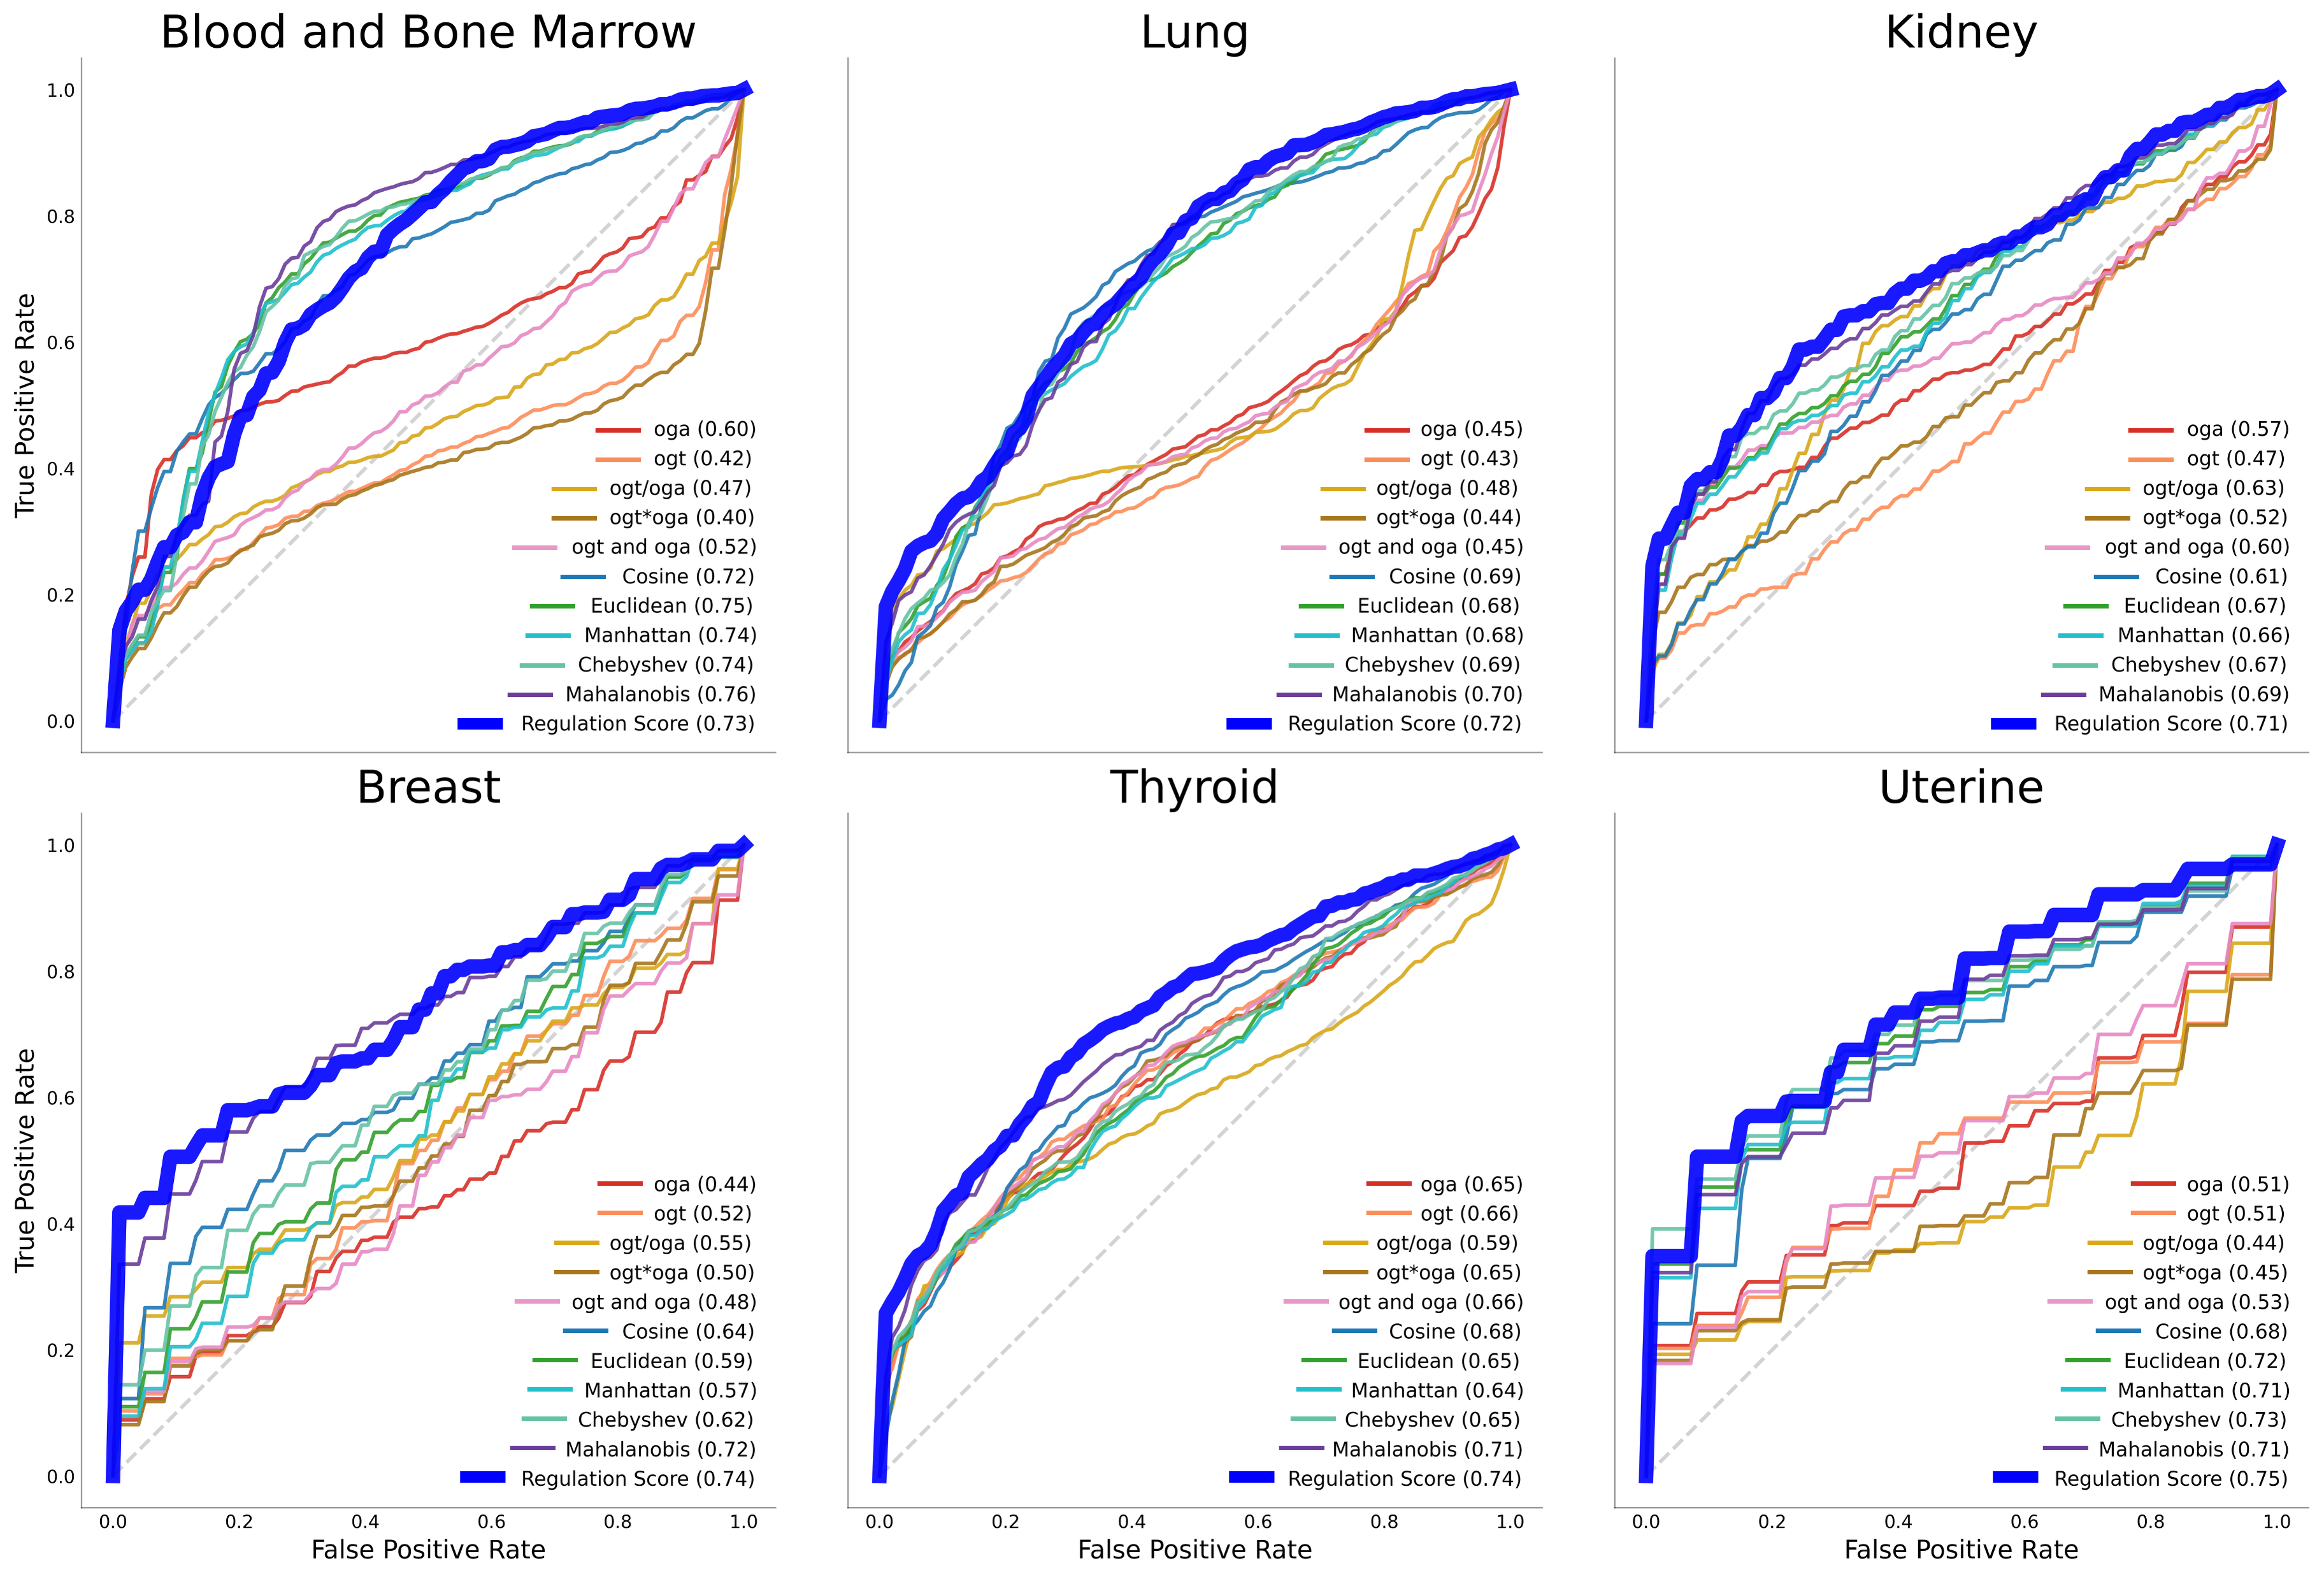 Blood and Bone Marrow
True Positive Rate
1.0
0.8
0.6
0.4
0.2
0.0
oga (0.60)
ogt (0.42)
ogt/oga (0.47)
ogt*oga (0.40)
ogt and oga (0.52)
Cosine (0.72)
Euclidean (0.75)
Manhattan (0.74)
Chebyshev (0.74)
Mahalanobis (0.76)
Regulation Score (0.73)
Lung
oga (0.45)
ogt (0.43)
ogt/oga (0.48)
ogt*oga (0.44)
ogt and oga (0.45)
Cosine (0.69)
Euclidean (0.68)
Manhattan (0.68)
Chebyshev (0.69)
Mahalanobis (0.70)
Regulation Score (0.72)
Kidney
oga (0.57)
ogt (0.47)
ogt/oga (0.63)
ogt*oga (0.52)
ogt and oga (0.60)
Cosine (0.61)
Euclidean (0.67)
Manhattan (0.66)
Chebyshev (0.67)
Mahalanobis (0.69)
Regulation Score (0.71)
Breast
True Positive Rate
1.0
0.8
0.6
0.4
0.2
0.0
oga (0.44)
ogt (0.52)
ogt/oga (0.55)
ogt*oga (0.50)
ogt and oga (0.48)
Cosine (0.64)
Euclidean (0.59)
Manhattan (0.57)
Chebyshev (0.62)
Mahalanobis (0.72)
Regulation Score (0.74)
0.0 0.2 0.4 0.6 0.8 1.0
False Positive Rate
Thyroid
oga (0.65)
ogt (0.66)
ogt/oga (0.59)
ogt*oga (0.65)
ogt and oga (0.66)
Cosine (0.68)
Euclidean (0.65)
Manhattan (0.64)
Chebyshev (0.65)
Mahalanobis (0.71)
Regulation Score (0.74)
0.0 0.2 0.4 0.6 0.8 1.0
False Positive Rate
Uterine
oga (0.51)
ogt (0.51)
ogt/oga (0.44)
ogt*oga (0.45)
ogt and oga (0.53)
Cosine (0.68)
Euclidean (0.72)
Manhattan (0.71)
Chebyshev (0.73)
Mahalanobis (0.71)
Regulation Score (0.75)
0.0 0.2 0.4 0.6 0.8 1.0
False Positive Rate